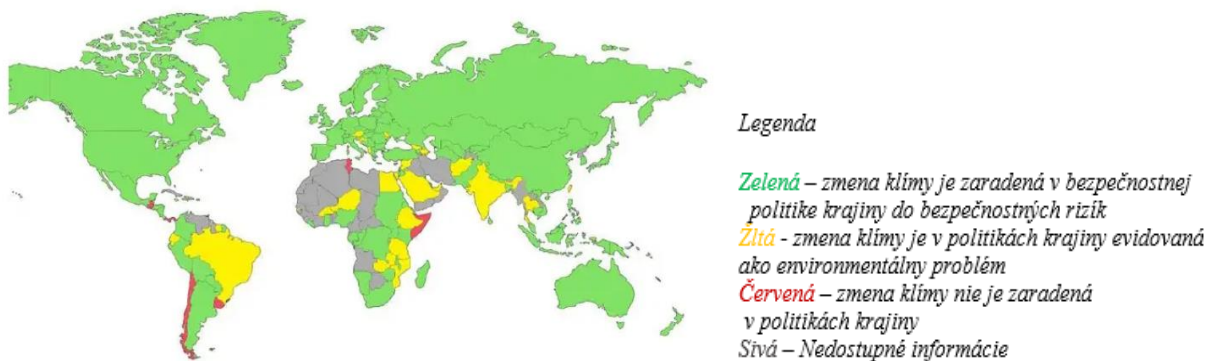 Legenda
Zelená – zmena klímy je zaradená v bezpečnostnej
politike krajiny do bezpečnostných rizík
Žltá - zmena klímy je v politikách krajiny evidovaná
ako environmentálny problém
Červená – zmena klímy nie je zaradená
v politikách krajiny
Sivá – Nedostupné informácie